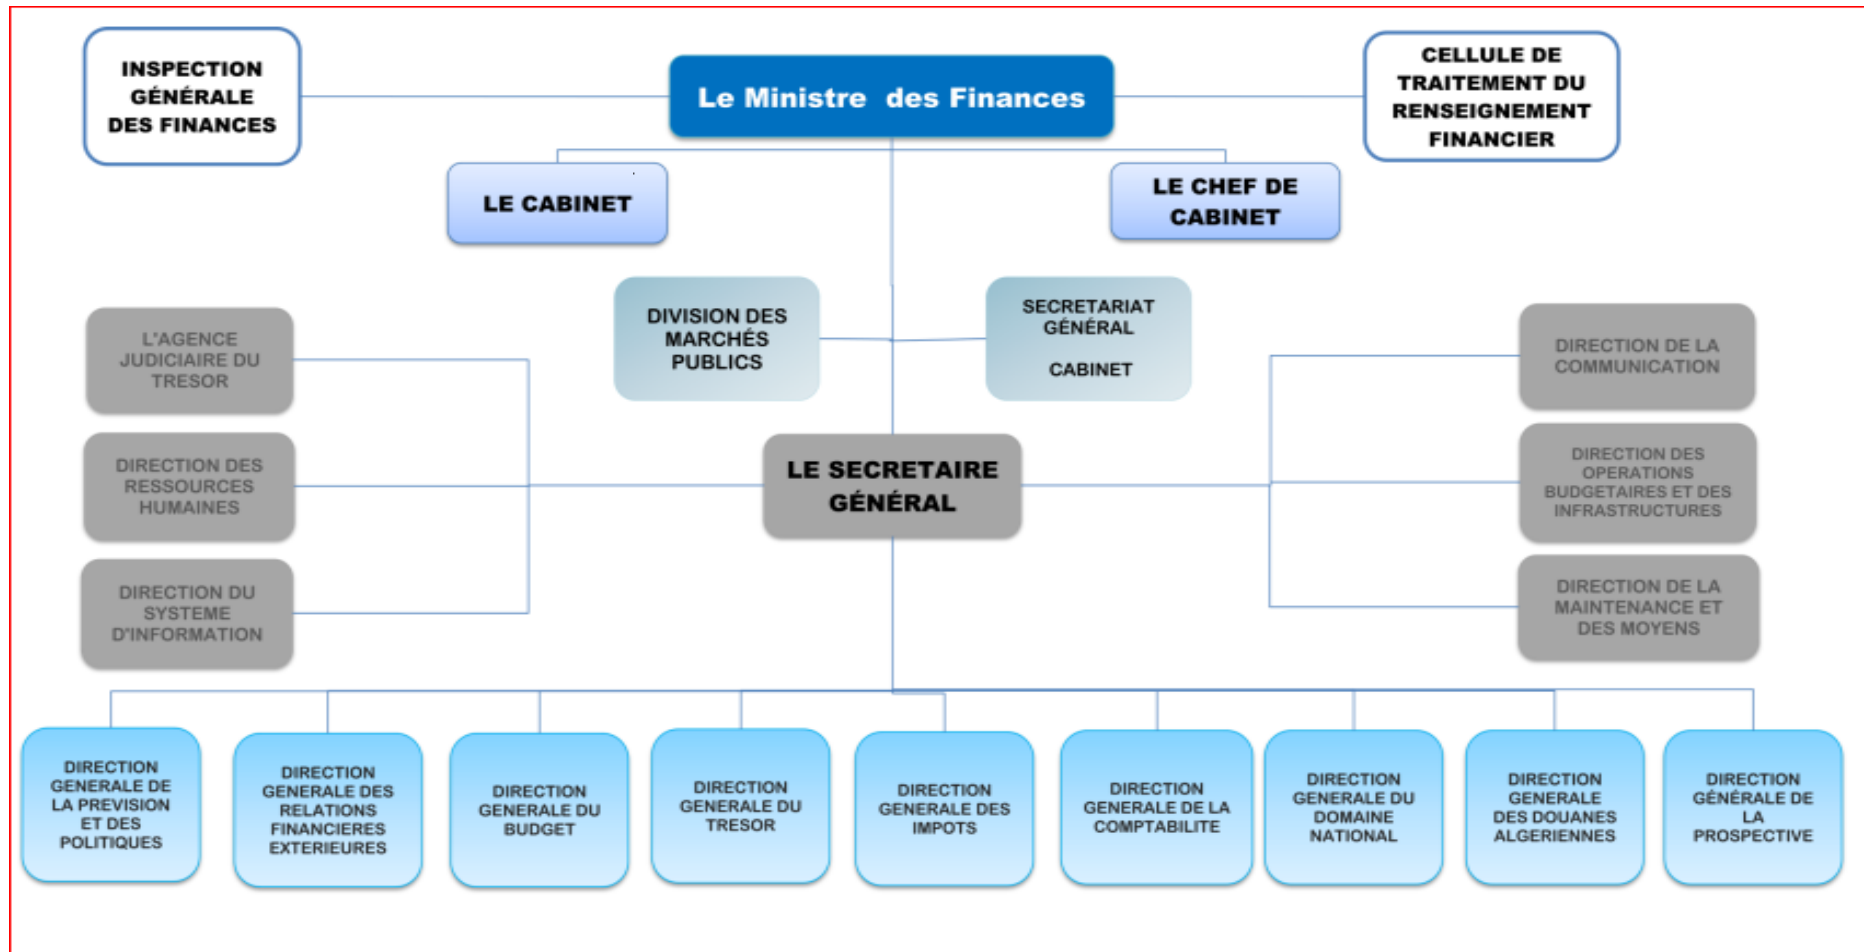 INSPECTION
GÉNÉRALE
DES FINANCES
Le Ministre des Finances
CELLULE DE
TRAITEMENT DU
RENSEIGNEMENT
FINANCIER
LE CABINET
LE CHEF DE
CABINET
DIVISION DES
MARCHÉS
PUBLICS
SECRETARIAT
GÉNÉRAL
CABINET
L'AGENCE
JUDICIAIRE DU
TRESOR
DIRECTION DES
RESSOURCES
HUMAINES
DIRECTION DU
SYSTEME
D'INFORMATION
LE SECRETAIRE
GÉNÉRAL
DIRECTION DE LA
COMMUNICATION
DIRECTION DES
OPERATIONS
BUDGETAIRES ET DES
INFRASTRUCTURES
DIRECTION DE LA
MAINTENANCE ET
DES MOYENS
DIRECTION
GENERALE DE
LA PREVISION
ET DES
POLITIQUES
DIRECTION
GENERALE DES
RELATIONS
FINANCIERES
EXTERIEURES
DIRECTION
GENERALE DU
BUDGET
DIRECTION
GENERALE DU
TRESOR
DIRECTION
GENERALE DES
IMPOTS
DIRECTION
GENERALE DE LA
COMPTABILITE
DIRECTION
GENERALE DU
DOMAINE
NATIONAL
DIRECTION
GENERALE
DES DOUANES
ALGERIENNES
DIRECTION
GÉNÉRALE DE
LA
PROSPECTIVE